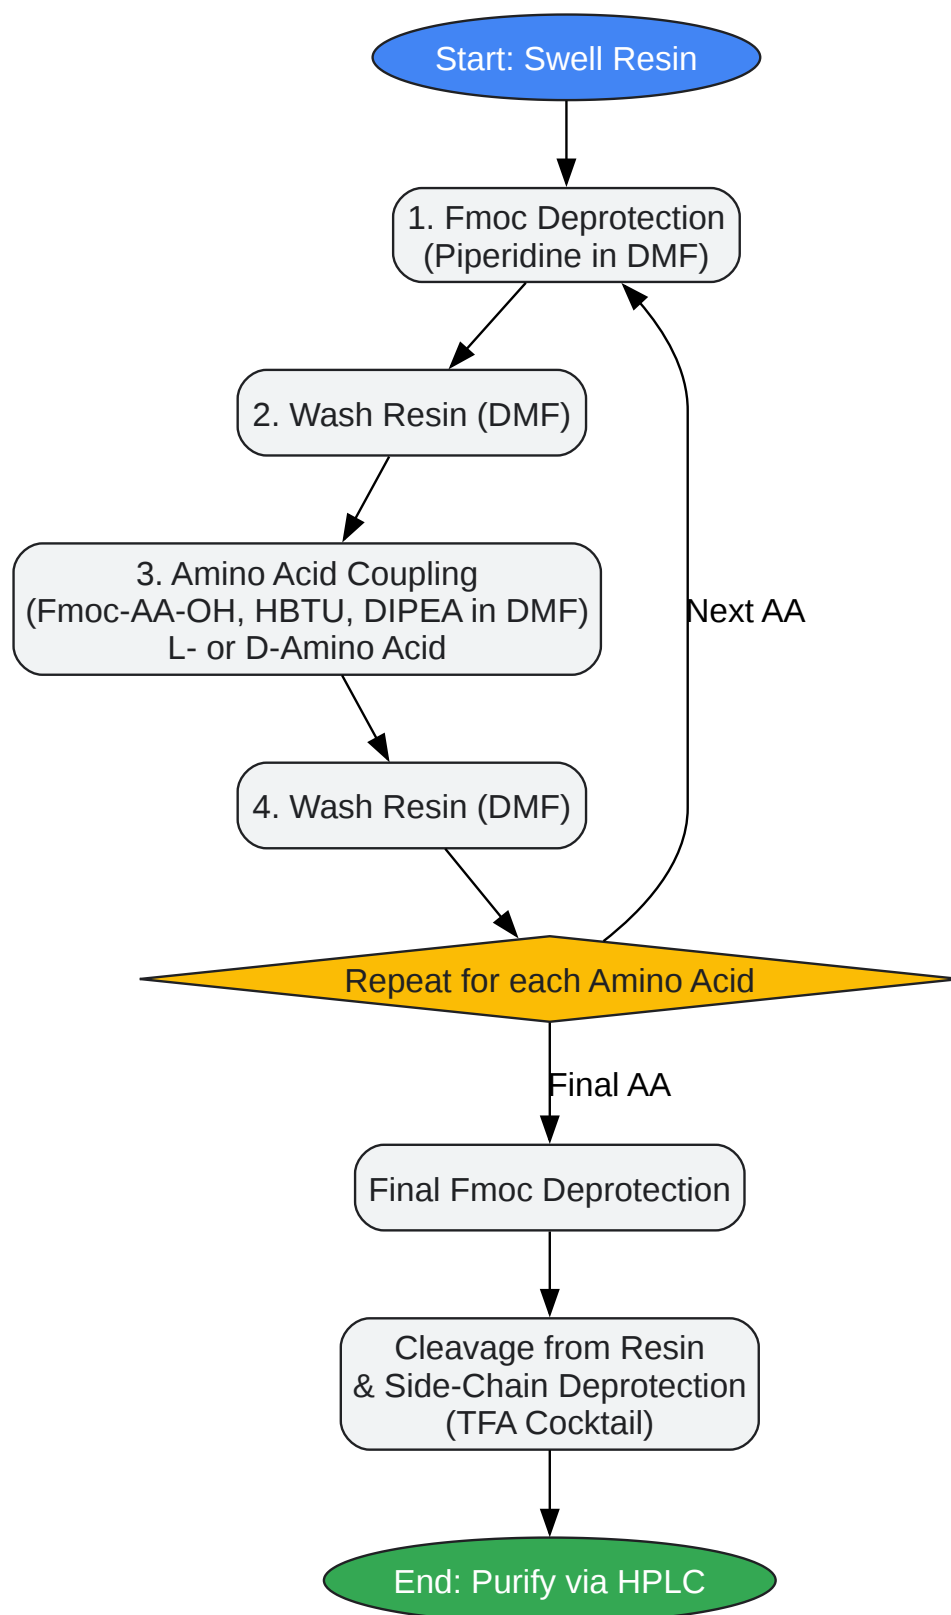 Start: Swell Resin
1. Fmoc Deprotection
(Piperidine in DMF)
2. Wash Resin (DMF)
3. Amino Acid Coupling
(Fmoc-AA-OH, HBTU, DIPEA in DMF)
L- or D-Amino Acid
Next AA
4. Wash Resin (DMF)
Repeat for each Amino Acid
Final AA
Final Fmoc Deprotection
Cleavage from Resin
& Side-Chain Deprotection
(TFA Cocktail)
End: Purify via HPLC